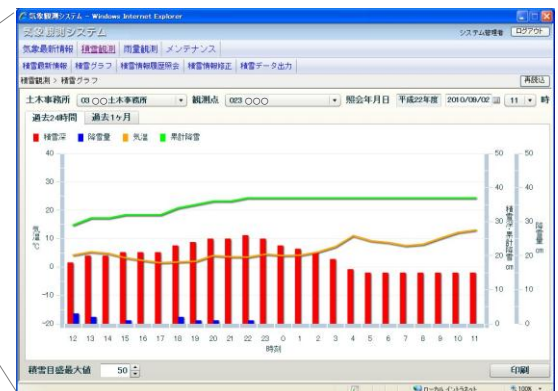 気象観測システム - Windows Internet Explorer
気象観測システム
システム管理者 ログアウト
気象最新情報 積雪観測 雨量観測 メンテナンス
積雪最新情報 積雪グラフ 積雪情報履歴照会 積雪情報修正 積雪データ出力
積雪観測 > 積雪グラフ
再読込
土木事務所 03 ○○土木事務所 観測点 023 ○○○ 照会年月日 平成22年度 2010/09/02 11 時
過去24時間 過去1ヶ月
積雪深 降雪量 気温 累計降雪
40
30
20
10
0
-10
-20
気温 ℃
50
40
30
20
10
0
積雪深/累計降雪 cm
50
40
30
20
10
0
降雪量 cm
12 13 14 15 16 17 18 19 20 21 22 23 0 1 2 3 4 5 6 7 8 9 10 11
時刻
積雪目盛最大値 50
印刷
ローカル イントラネット 100%